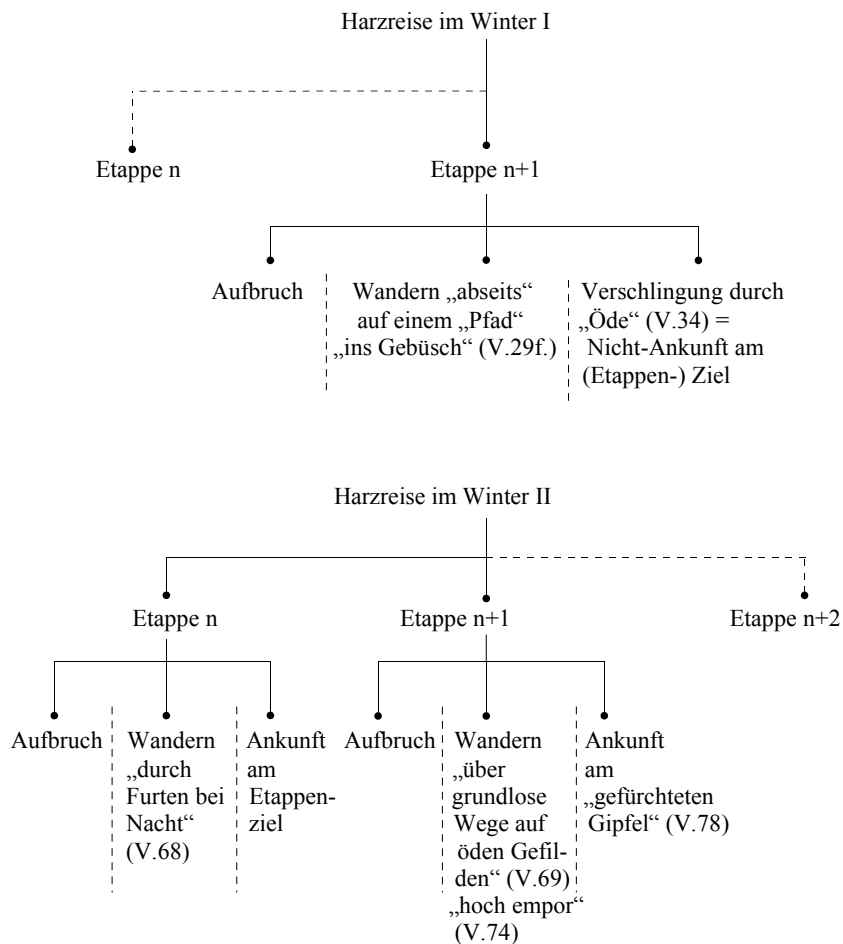 Harzreise im Winter I
Etappe n
Etappe n+1
Aufbruch
Wandern „abseits“
auf einem „Pfad“
„ins Gebüsch“ (V.29f.)
Verschlingung durch
„Öde“ (V.34) =
Nicht-Ankunft am
(Etappen-) Ziel
Harzreise im Winter II
Etappe n
Etappe n+1
Etappe n+2
Aufbruch
Wandern
„durch
Furten bei
Nacht“
(V.68)
Ankunft
am
Etappen-
ziel
Aufbruch
Wandern
„über
grundlose
Wege auf
öden Gefil-
den“ (V.69)
„hoch empor“
(V.74)
Ankunft
am
„gefürchteten
Gipfel“ (V.78)